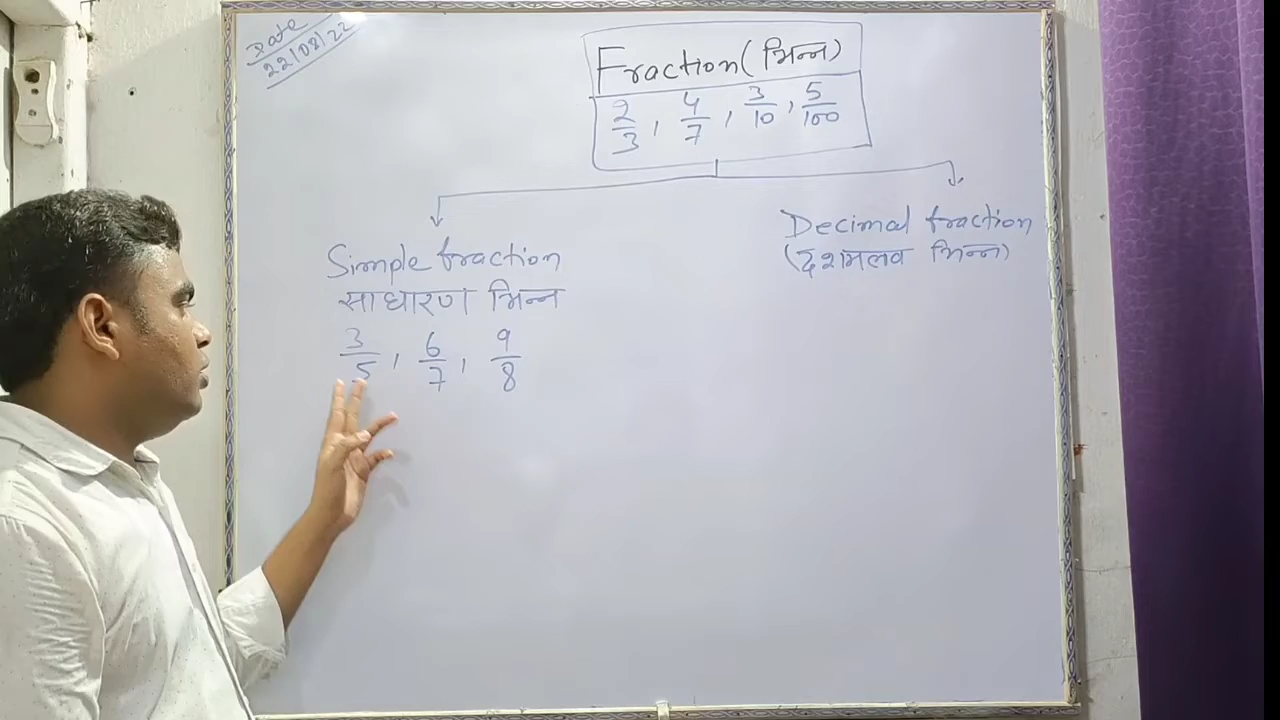 Date
22/08/22
Fraction (भिन्न)
2/3, 4/7, 3/10, 5/100
Simple fraction
साधारण भिन्न
3/5, 6/7, 9/8
Decimal fraction
(दशमलव भिन्न)